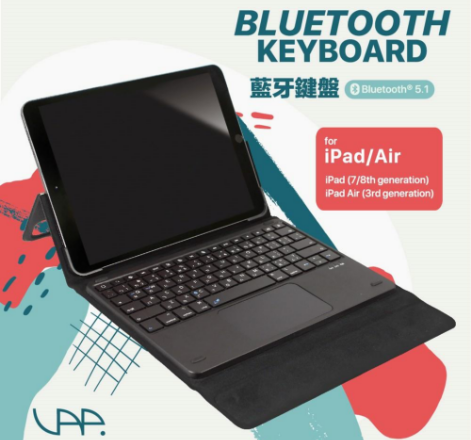 BLUETOOTH
KEYBOARD
藍牙鍵盤 Bluetooth® 5.1
for
iPad/Air
iPad (7/8th generation)
iPad Air (3rd generation)